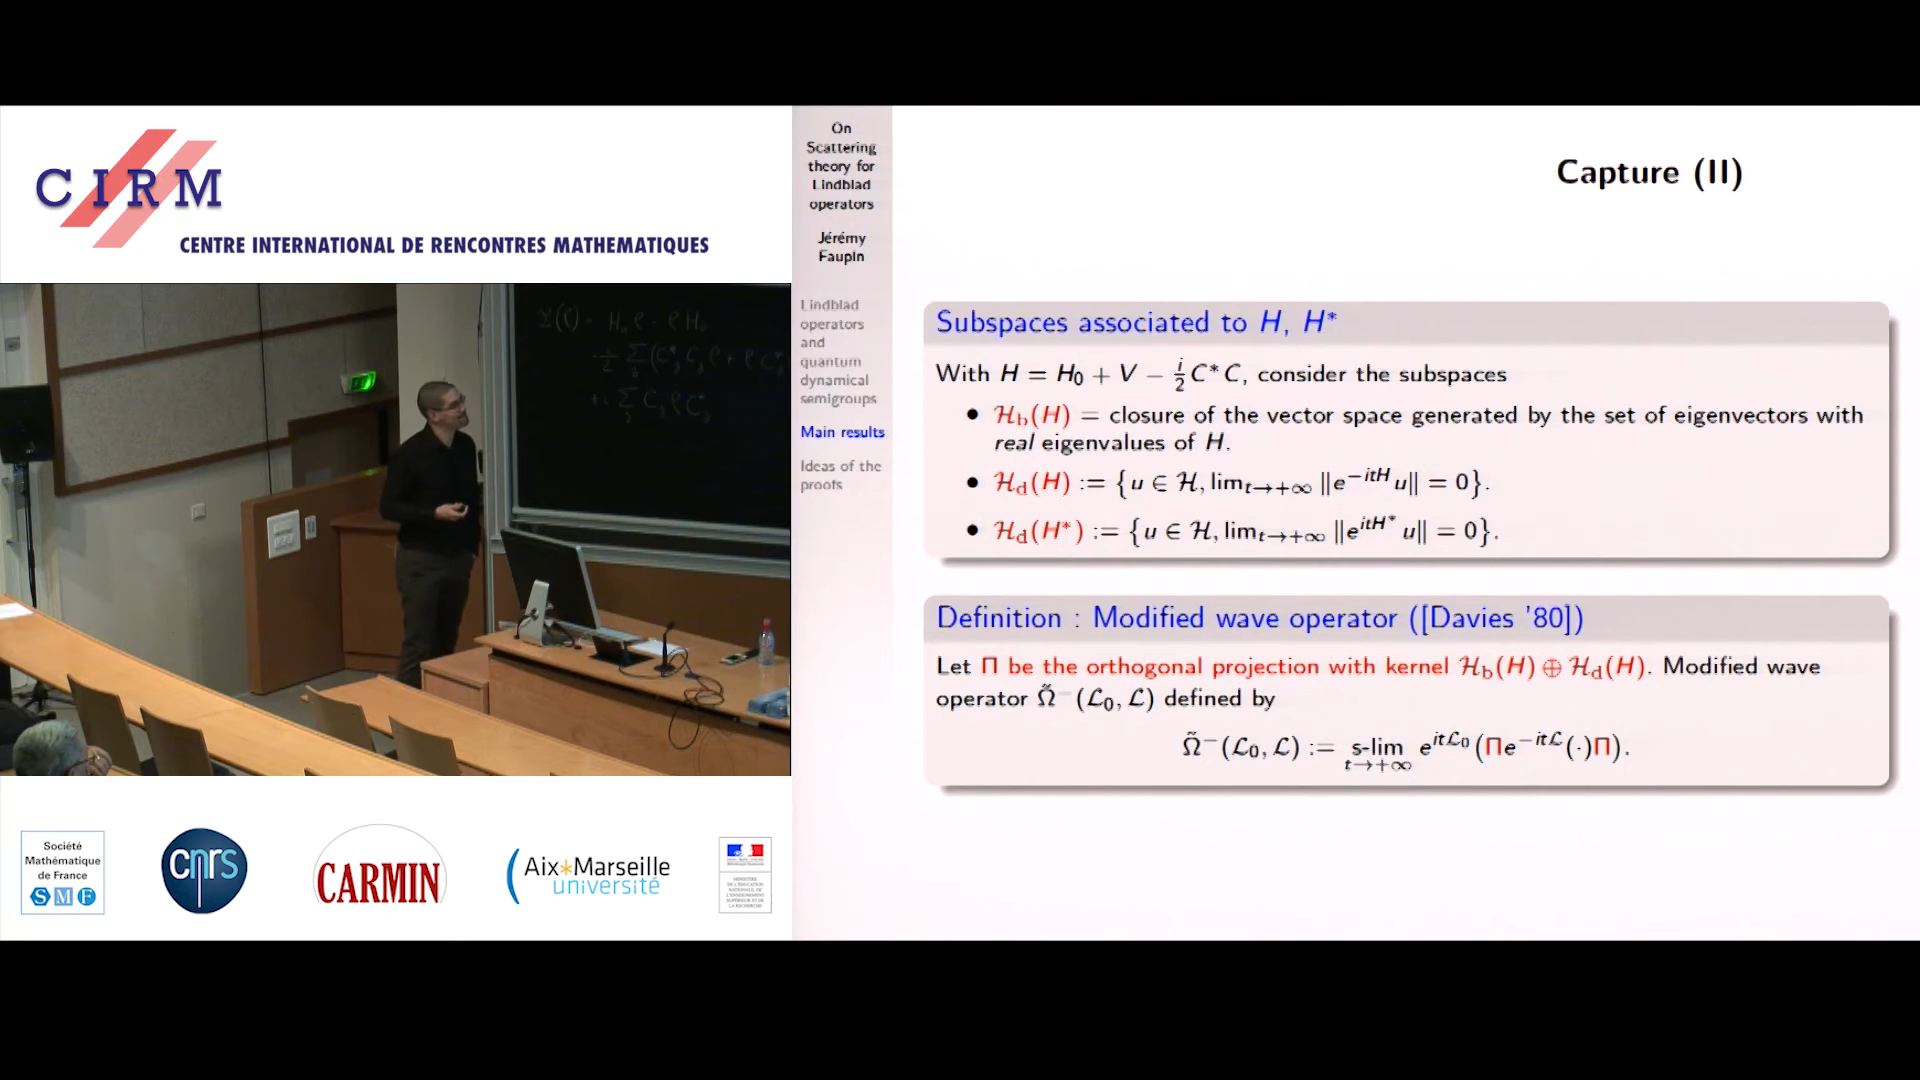 CIRM
CENTRE INTERNATIONAL DE RENCONTRES MATHEMATIQUES
Société
Mathématique
de France
SMF
cnrs
CARMIN
Aix*Marseille
université
On
Scattering
theory for
Lindblad
operators
Jérémy
Faupin
Lindblad
operators
and
quantum
dynamical
semigroups
Main results
Ideas of the
proofs
Capture (II)
Subspaces associated to H, H*
With H = H₀ + V − i/2 C*C, consider the subspaces
• ℋ_b(H) = closure of the vector space generated by the set of eigenvectors with
real eigenvalues of H.
• ℋ_d(H) := {u ∈ ℋ, lim_{t→+∞} ‖e^{−itH} u‖ = 0}.
• ℋ_d(H*) := {u ∈ ℋ, lim_{t→+∞} ‖e^{itH*} u‖ = 0}.
Definition : Modified wave operator ([Davies '80])
Let Π be the orthogonal projection with kernel ℋ_b(H) ⊕ ℋ_d(H). Modified wave
operator Ω̃⁻(ℒ₀, ℒ) defined by
Ω̃⁻(ℒ₀, ℒ) := s-lim_{t→+∞} e^{itℒ₀}(Πe^{−itℒ}(·)Π).